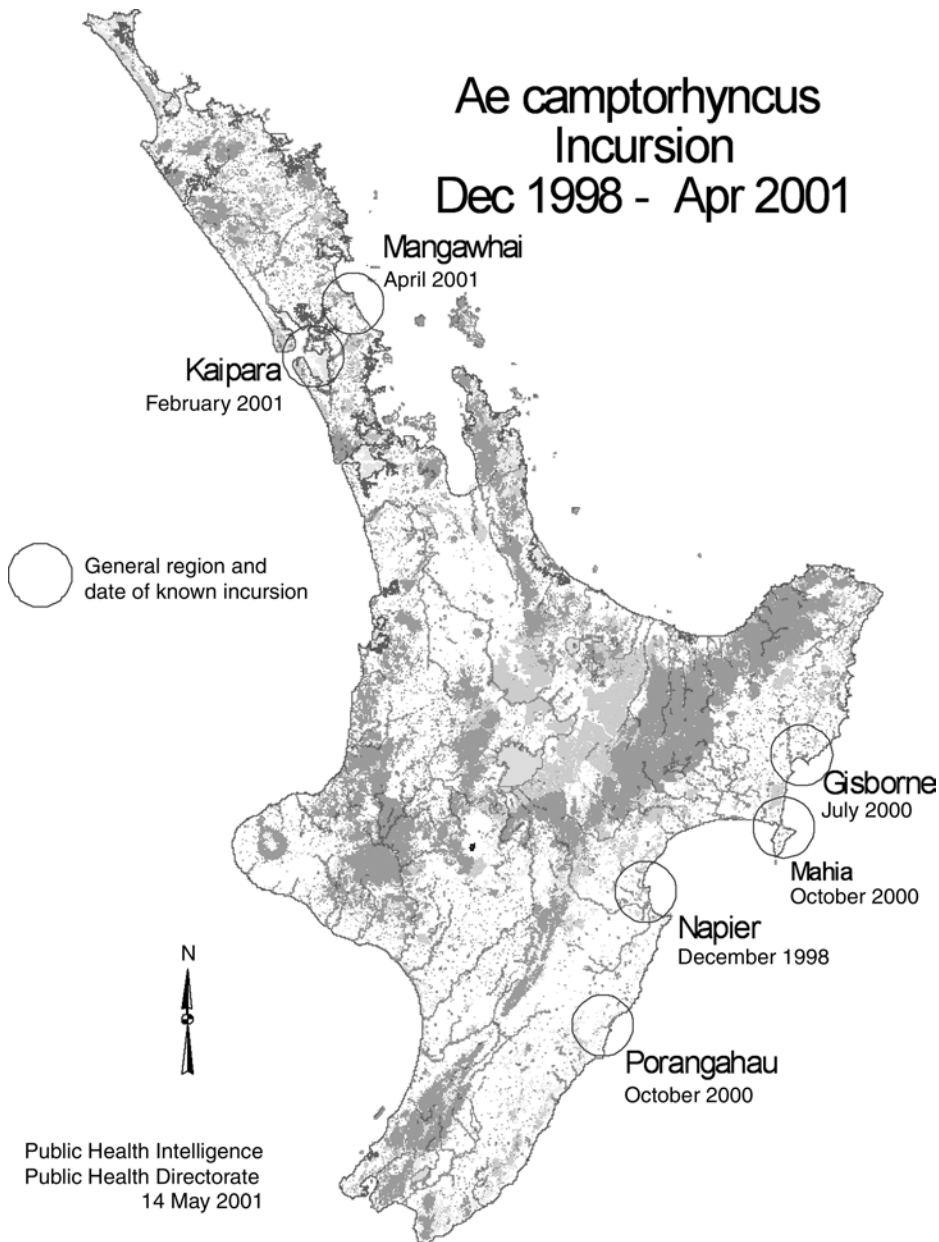 Ae camptorhyncus
Incursion
Dec 1998 - Apr 2001
Mangawhai
April 2001
Kaipara
February 2001
General region and
date of known incursion
Gisborne
July 2000
Mahia
October 2000
Napier
December 1998
N
Porangahau
October 2000
Public Health Intelligence
Public Health Directorate
14 May 2001